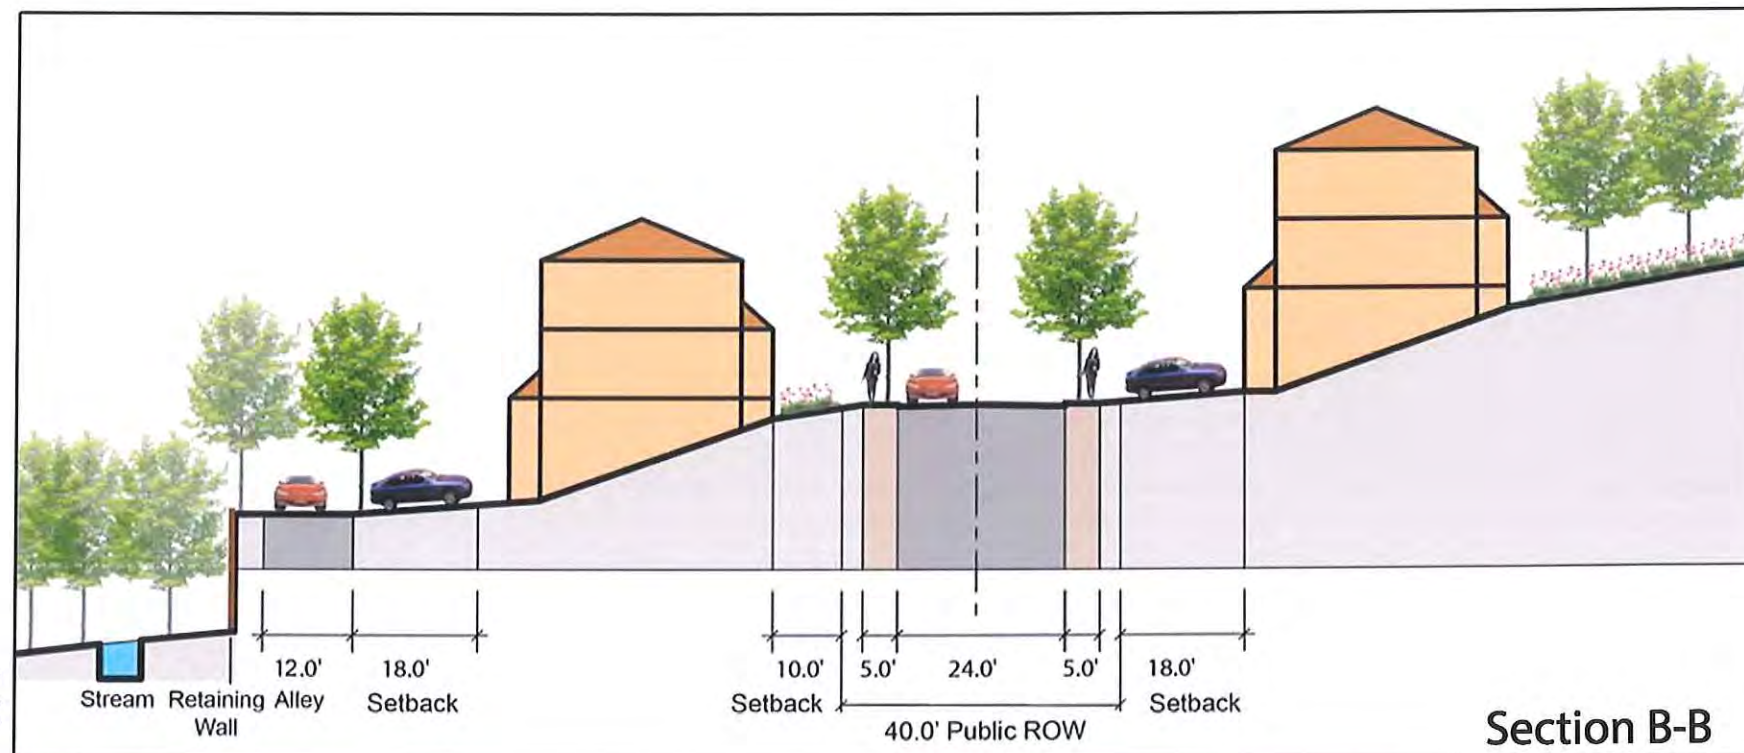 12.0' 18.0' 10.0' 5.0' 24.0' 5.0' 18.0'
Stream Retaining Wall Alley Setback Setback Setback
40.0' Public ROW
Section B-B